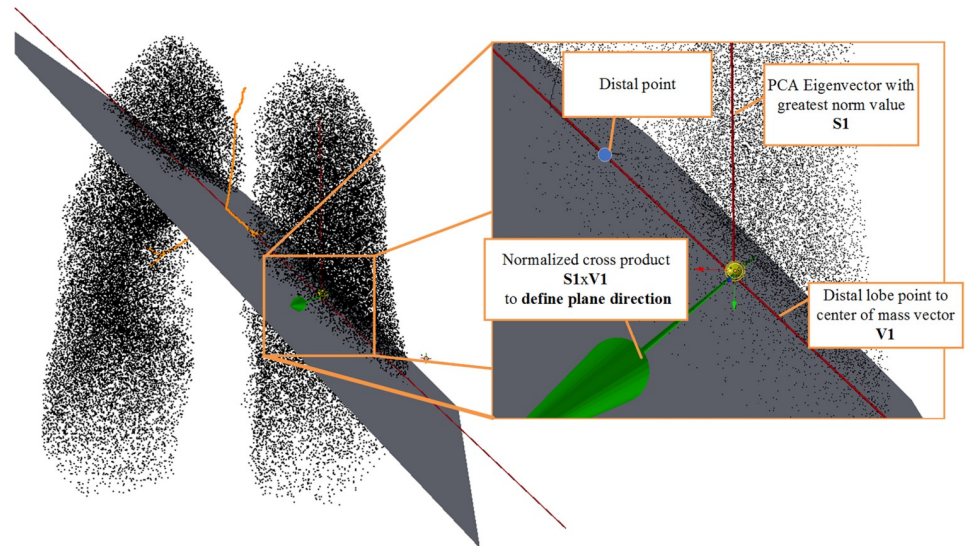 Distal point
PCA Eigenvector with
greatest norm value
S1
Normalized cross product
S1xV1
to define plane direction
Distal lobe point to
center of mass vector
V1